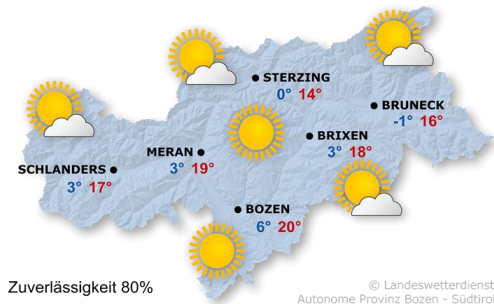 STERZING
0° 14°
BRUNECK
-1° 16°
BRIXEN
3° 18°
MERAN
3° 19°
SCHLANDERS
3° 17°
BOZEN
6° 20°
Zuverlässigkeit 80%
© Landeswetterdienst
Autonome Provinz Bozen - Südtirol